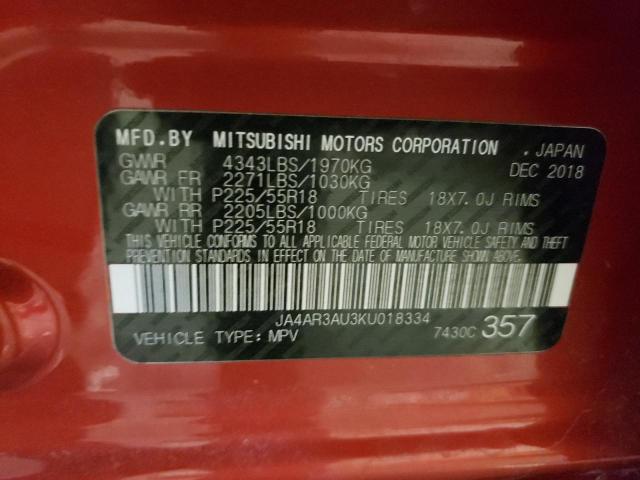 MFD.BY MITSUBISHI MOTORS CORPORATION . JAPAN
GVWR 4343LBS/1970KG DEC 2018
GAWR FR 2271LBS/1030KG
WITH P225/55R18 TIRES 18X7.0J RIMS
GAWR RR 2205LBS/1000KG
WITH P225/55R18 TIRES 18X7.0J RIMS
THIS VEHICLE CONFORMS TO ALL APPLICABLE FEDERAL MOTOR VEHICLE SAFETY AND THEFT
PREVENTION STANDARDS IN EFFECT ON THE DATE OF MANUFACTURE SHOWN ABOVE.
JA4AR3AU3KU018334
VEHICLE TYPE: MPV 7430C 357